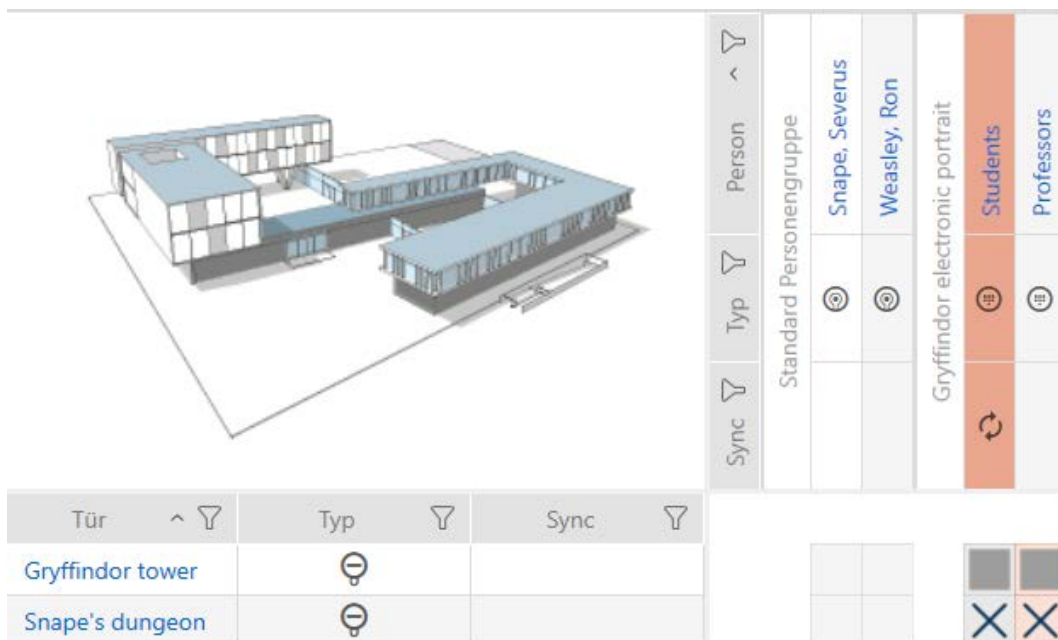 Person
Typ
Sync
Standard Personengruppe
Snape, Severus
Weasley, Ron
Gryffindor electronic portrait
Students
Professors
Tür Typ Sync
Gryffindor tower
Snape's dungeon